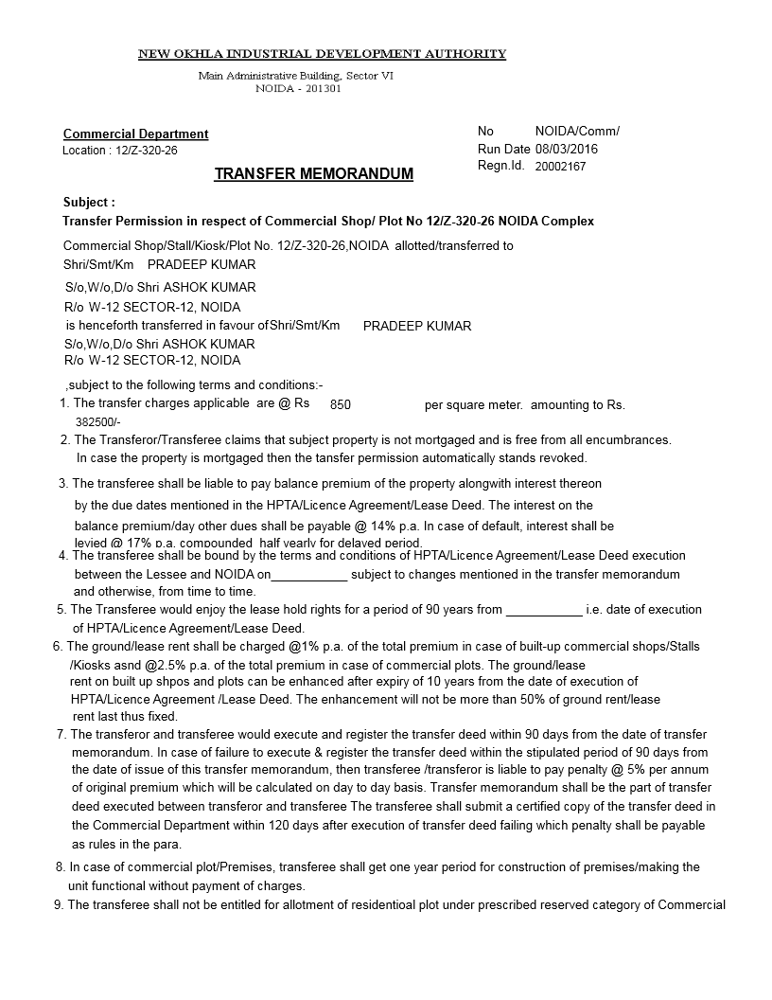 NEW OKHLA INDUSTRIAL DEVELOPMENT AUTHORITY
Main Administrative Building, Sector VI
NOIDA - 201301
Commercial Department
Location : 12/Z-320-26
No NOIDA/Comm/
Run Date 08/03/2016
Regn.Id. 20002167
TRANSFER MEMORANDUM
Subject :
Transfer Permission in respect of Commercial Shop/ Plot No 12/Z-320-26 NOIDA Complex
Commercial Shop/Stall/Kiosk/Plot No. 12/Z-320-26,NOIDA allotted/transferred to
Shri/Smt/Km PRADEEP KUMAR
S/o,W/o,D/o Shri ASHOK KUMAR
R/o W-12 SECTOR-12, NOIDA
is henceforth transferred in favour ofShri/Smt/Km PRADEEP KUMAR
S/o,W/o,D/o Shri ASHOK KUMAR
R/o W-12 SECTOR-12, NOIDA
,subject to the following terms and conditions:-
1. The transfer charges applicable are @ Rs 850 per square meter. amounting to Rs.
382500/-
2. The Transferor/Transferee claims that subject property is not mortgaged and is free from all encumbrances.
In case the property is mortgaged then the tansfer permission automatically stands revoked.
3. The transferee shall be liable to pay balance premium of the property alongwith interest thereon
by the due dates mentioned in the HPTA/Licence Agreement/Lease Deed. The interest on the
balance premium/day other dues shall be payable @ 14% p.a. In case of default, interest shall be
levied @ 17% p.a. compounded half yearly for delayed period.
4. The transferee shall be bound by the terms and conditions of HPTA/Licence Agreement/Lease Deed execution
between the Lessee and NOIDA on___________ subject to changes mentioned in the transfer memorandum
and otherwise, from time to time.
5. The Transferee would enjoy the lease hold rights for a period of 90 years from ___________ i.e. date of execution
of HPTA/Licence Agreement/Lease Deed.
6. The ground/lease rent shall be charged @1% p.a. of the total premium in case of built-up commercial shops/Stalls
/Kiosks asnd @2.5% p.a. of the total premium in case of commercial plots. The ground/lease
rent on built up shpos and plots can be enhanced after expiry of 10 years from the date of execution of
HPTA/Licence Agreement /Lease Deed. The enhancement will not be more than 50% of ground rent/lease
rent last thus fixed.
7. The transferor and transferee would execute and register the transfer deed within 90 days from the date of transfer
memorandum. In case of failure to execute & register the transfer deed within the stipulated period of 90 days from
the date of issue of this transfer memorandum, then transferee /transferor is liable to pay penalty @ 5% per annum
of original premium which will be calculated on day to day basis. Transfer memorandum shall be the part of transfer
deed executed between transferor and transferee The transferee shall submit a certified copy of the transfer deed in
the Commercial Department within 120 days after execution of transfer deed failing which penalty shall be payable
as rules in the para.
8. In case of commercial plot/Premises, transferee shall get one year period for construction of premises/making the
unit functional without payment of charges.
9. The transferee shall not be entitled for allotment of residentioal plot under prescribed reserved category of Commercial